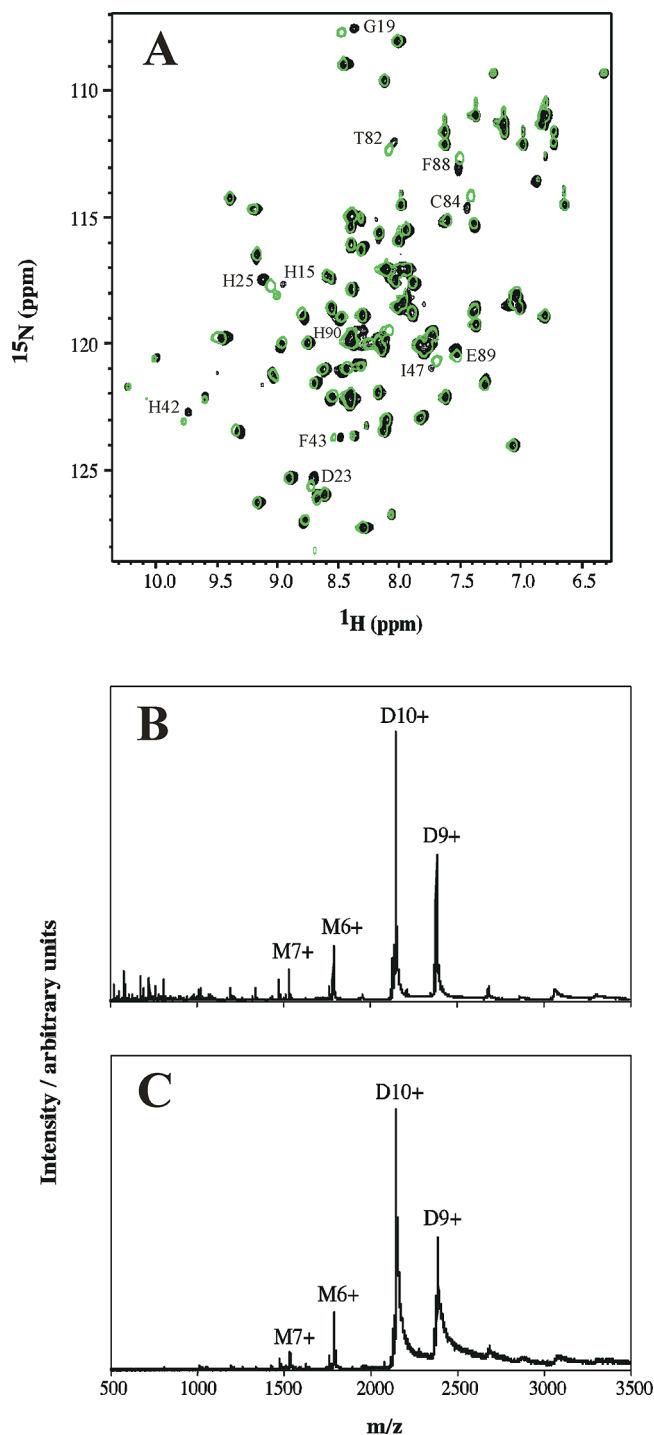 A
G19
110
T82
F88
115
C84
H25
H15
15N (ppm)
H90
120
E89
I47
H42
F43
125
D23
10.0 9.5 9.0 8.5 8.0 7.5 7.0 6.5
1H (ppm)
B
D10+
D9+
M6+
M7+
Intensity / arbitrary units
C
D10+
D9+
M6+
M7+
500 1000 1500 2000 2500 3000 3500
m/z